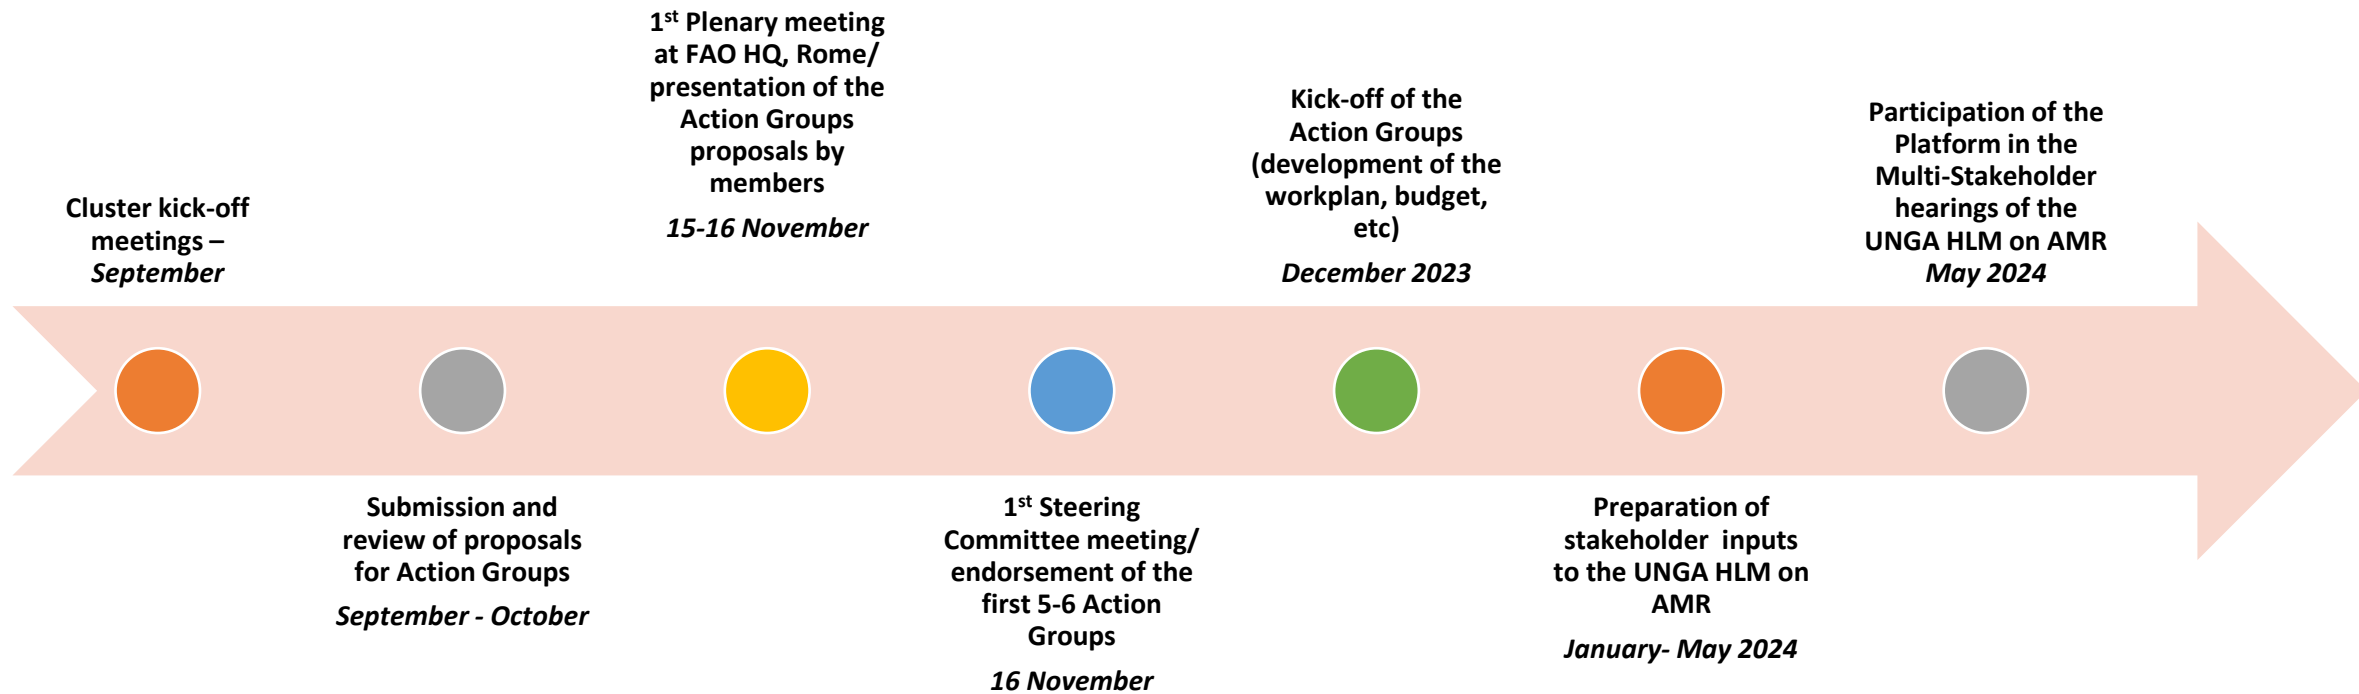 Cluster kick-off
meetings –
September
Submission and
review of proposals
for Action Groups
September - October
1st Plenary meeting
at FAO HQ, Rome/
presentation of the
Action Groups
proposals by
members
15-16 November
1st Steering
Committee meeting/
endorsement of the
first 5-6 Action
Groups
16 November
Kick-off of the
Action Groups
(development of the
workplan, budget,
etc)
December 2023
Preparation of
stakeholder  inputs
to the UNGA HLM on
AMR
January- May 2024
Participation of the
Platform in the
Multi-Stakeholder
hearings of the
UNGA HLM on AMR
May 2024